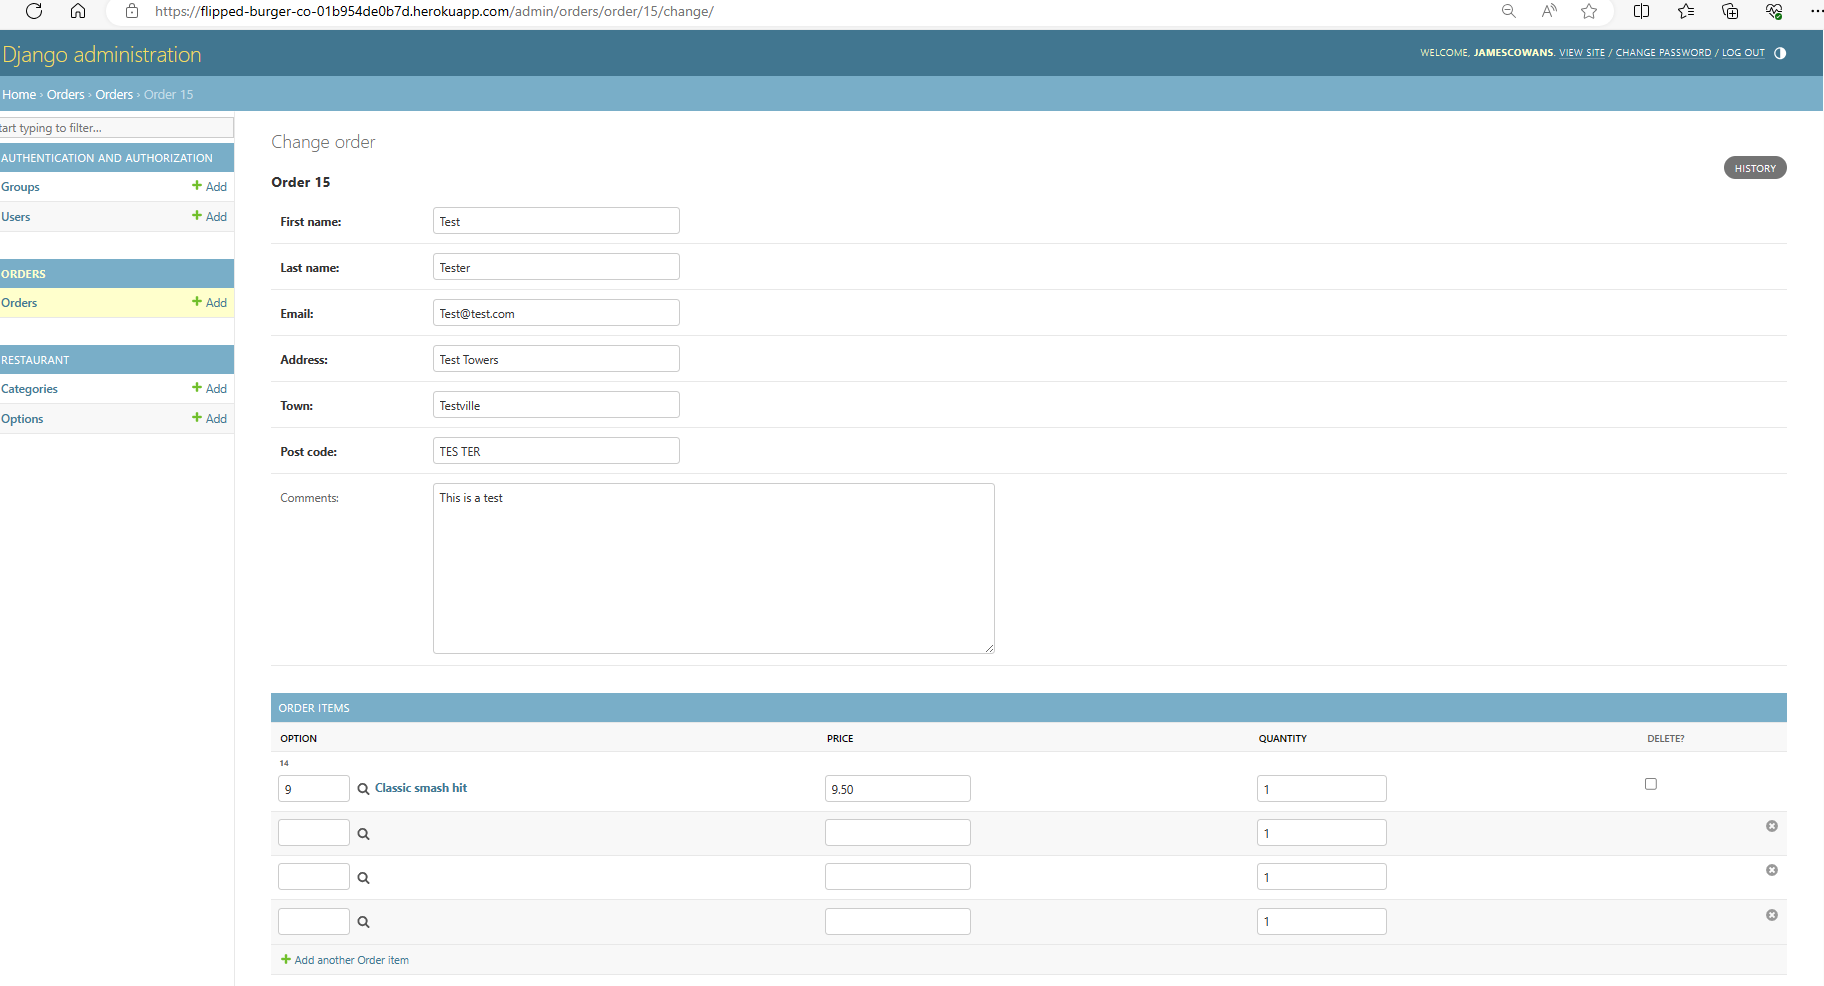 https://flipped-burger-co-01b954de0b7d.herokuapp.com/admin/orders/order/15/change/
Django administration
WELCOME, JAMESCOWANS. VIEW SITE / CHANGE PASSWORD / LOG OUT
Home › Orders › Orders › Order 15
tart typing to filter...
AUTHENTICATION AND AUTHORIZATION
Groups
Add
Users
Add
ORDERS
Orders
Add
RESTAURANT
Categories
Add
Options
Add
Change order
HISTORY
Order 15
First name:
Test
Last name:
Tester
Email:
Test@test.com
Address:
Test Towers
Town:
Testville
Post code:
TES TER
Comments:
This is a test
ORDER ITEMS
OPTION PRICE QUANTITY DELETE?
14
9 Classic smash hit 9.50 1
1
1
1
Add another Order item